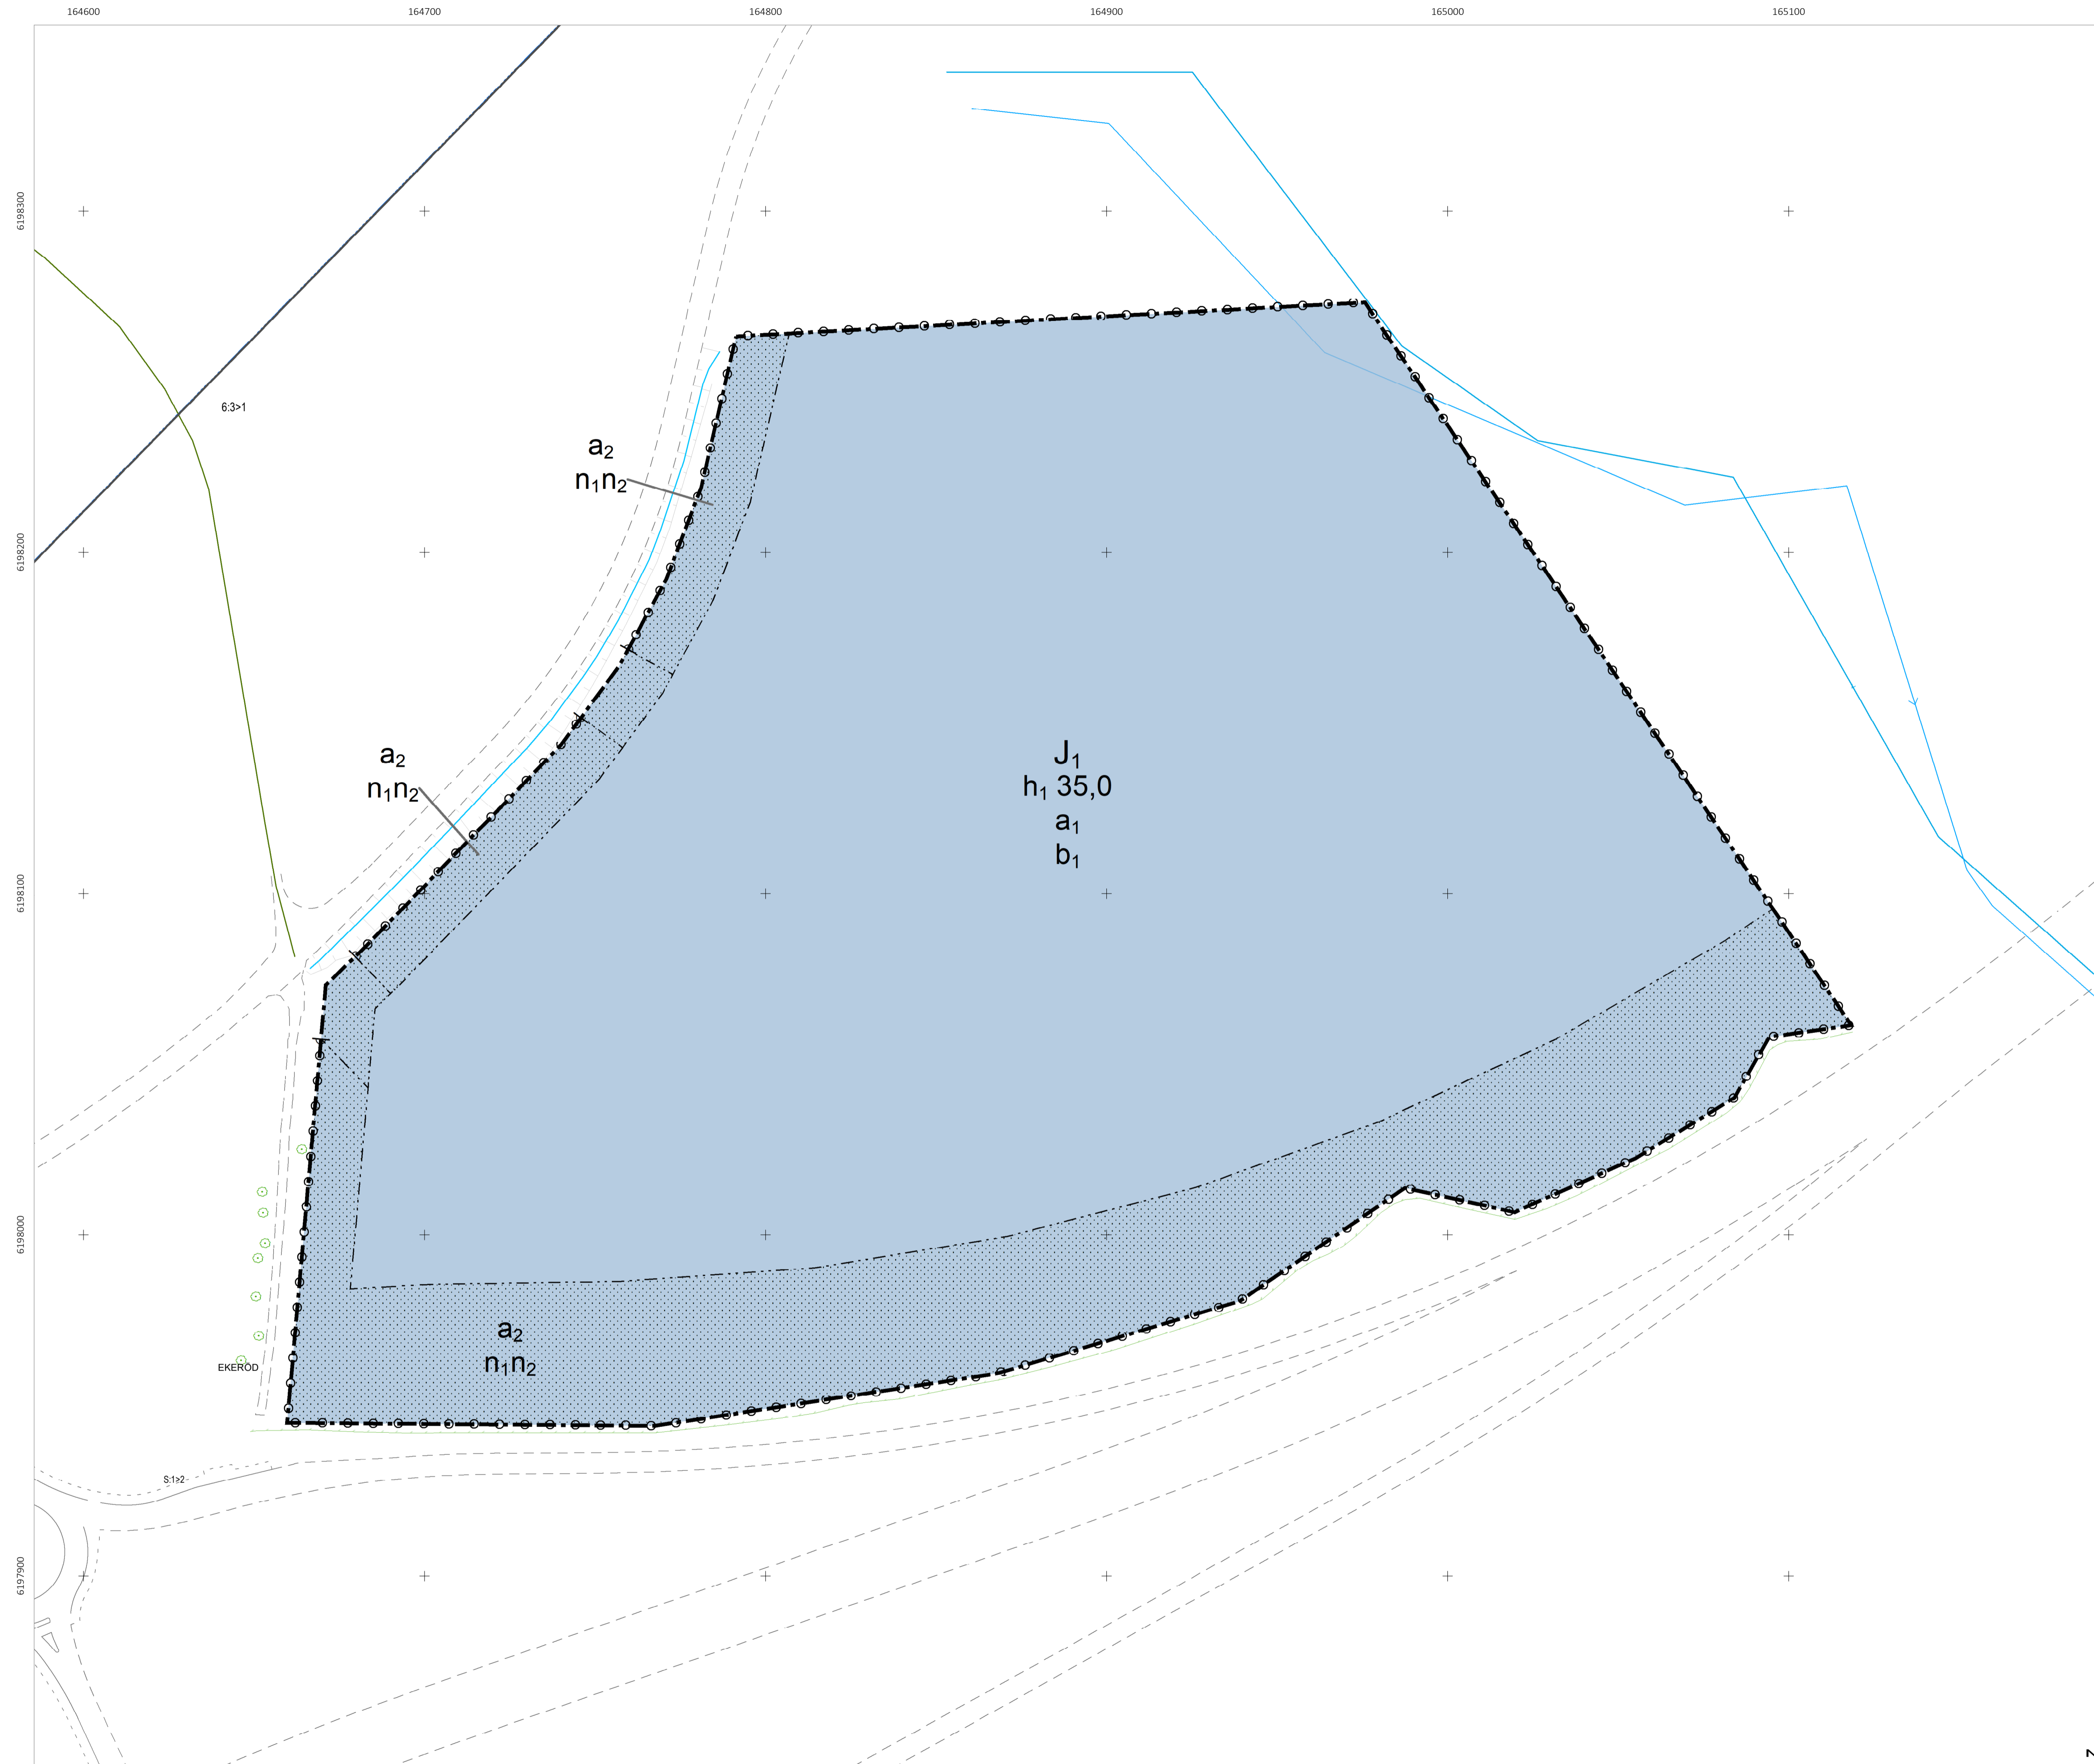 164600 164700 164800 164900 165000 165100
6198300
6:3>1
a₂
n₁n₂
6198200
a₂
n₁n₂
J₁
h₁ 35,0
a₁
b₁
6198100
6198000
a₂
n₁n₂
EKERÖD
S:1>2
6197900